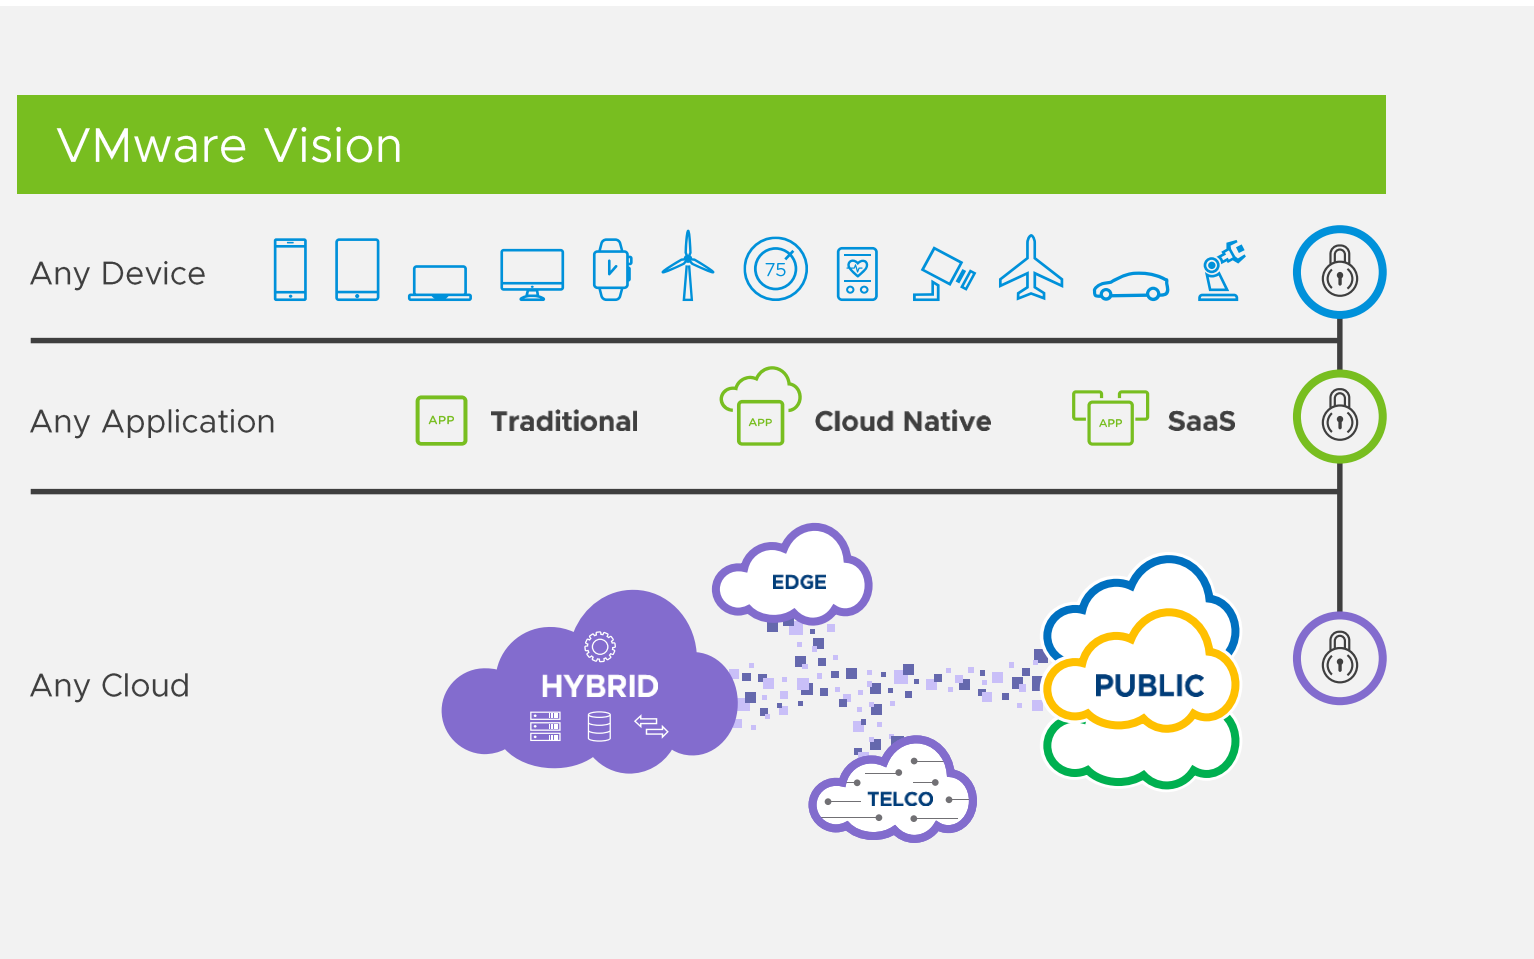 VMware Vision
Any Device
75
Any Application
APP
Traditional
APP
Cloud Native
APP
SaaS
Any Cloud
EDGE
HYBRID
PUBLIC
TELCO